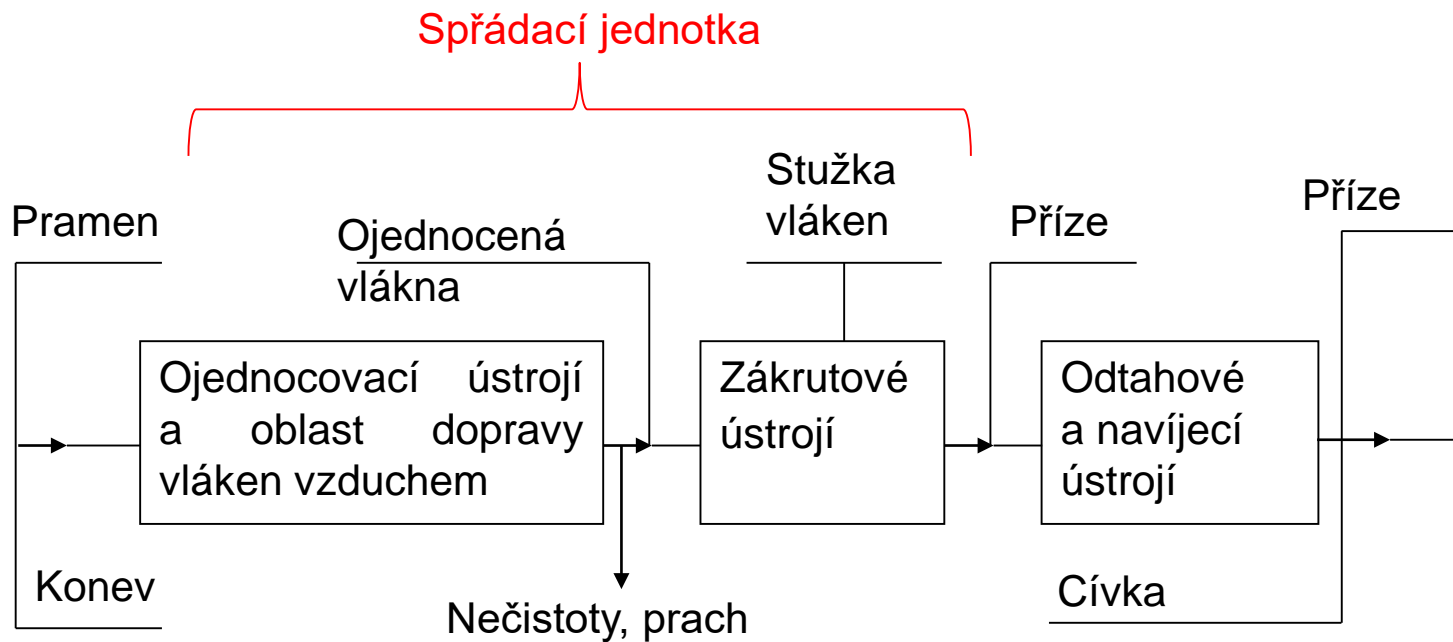 Spřádací jednotka
Pramen
Ojednocená
vlákna
Stužka
vláken
Příze
Příze
Ojednocovací ústrojí
a oblast dopravy
vláken vzduchem
Zákrutové
ústrojí
Odtahové
a navíjecí
ústrojí
Konev
Nečistoty, prach
Cívka